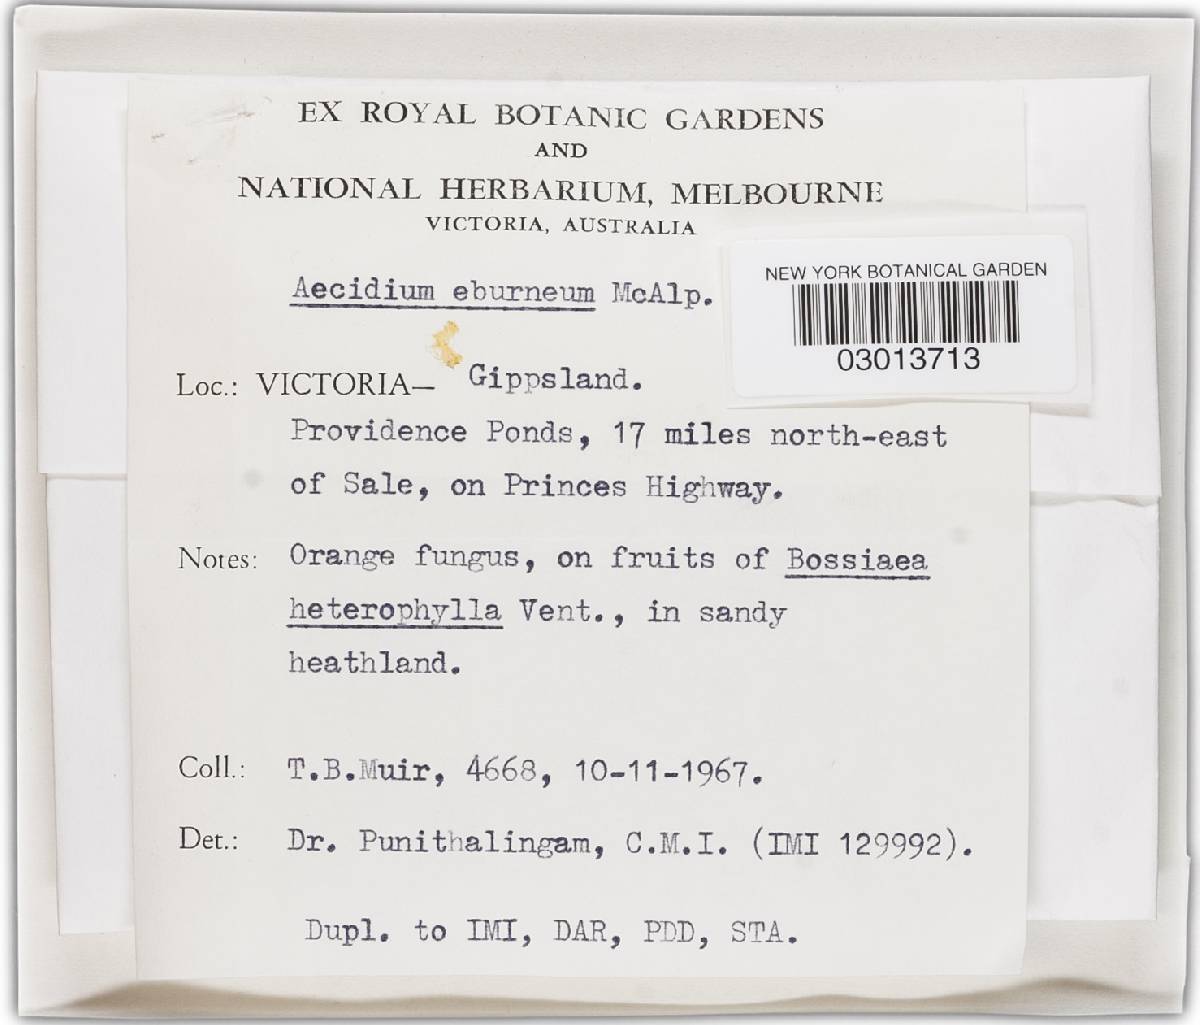 EX ROYAL BOTANIC GARDENS
AND
NATIONAL HERBARIUM, MELBOURNE
VICTORIA, AUSTRALIA
NEW YORK BOTANICAL GARDEN
03013713
Aecidium eburneum McAlp.
Loc.: VICTORIA— Gippsland.
Providence Ponds, 17 miles north-east
of Sale, on Princes Highway.
Notes: Orange fungus, on fruits of Bossiaea
heterophylla Vent., in sandy
heathland.
Coll.: T.B.Muir, 4668, 10-11-1967.
Det.: Dr. Punithalingam, C.M.I. (IMI 129992).
Dupl. to IMI, DAR, PDD, STA.